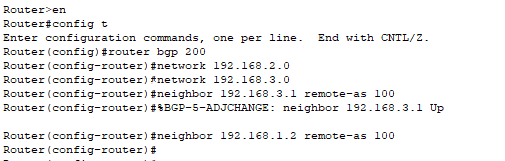 Router>en
Router#config t
Enter configuration commands, one per line.  End with CNTL/Z.
Router(config)#router bgp 200
Router(config-router)#network 192.168.2.0
Router(config-router)#network 192.168.3.0
Router(config-router)#neighbor 192.168.3.1 remote-as 100
Router(config-router)#%BGP-5-ADJCHANGE: neighbor 192.168.3.1 Up
Router(config-router)#neighbor 192.168.1.2 remote-as 100
Router(config-router)#